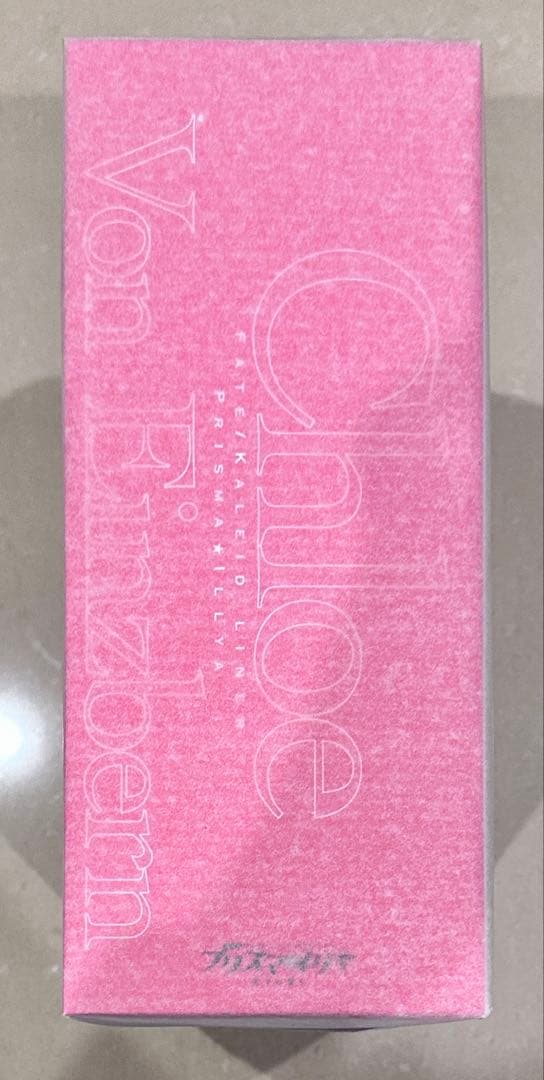 Chloe
FATE/KALEID LINER
PRISMA★ILLYA
Von Einzbern
プリズマ☆イリヤ